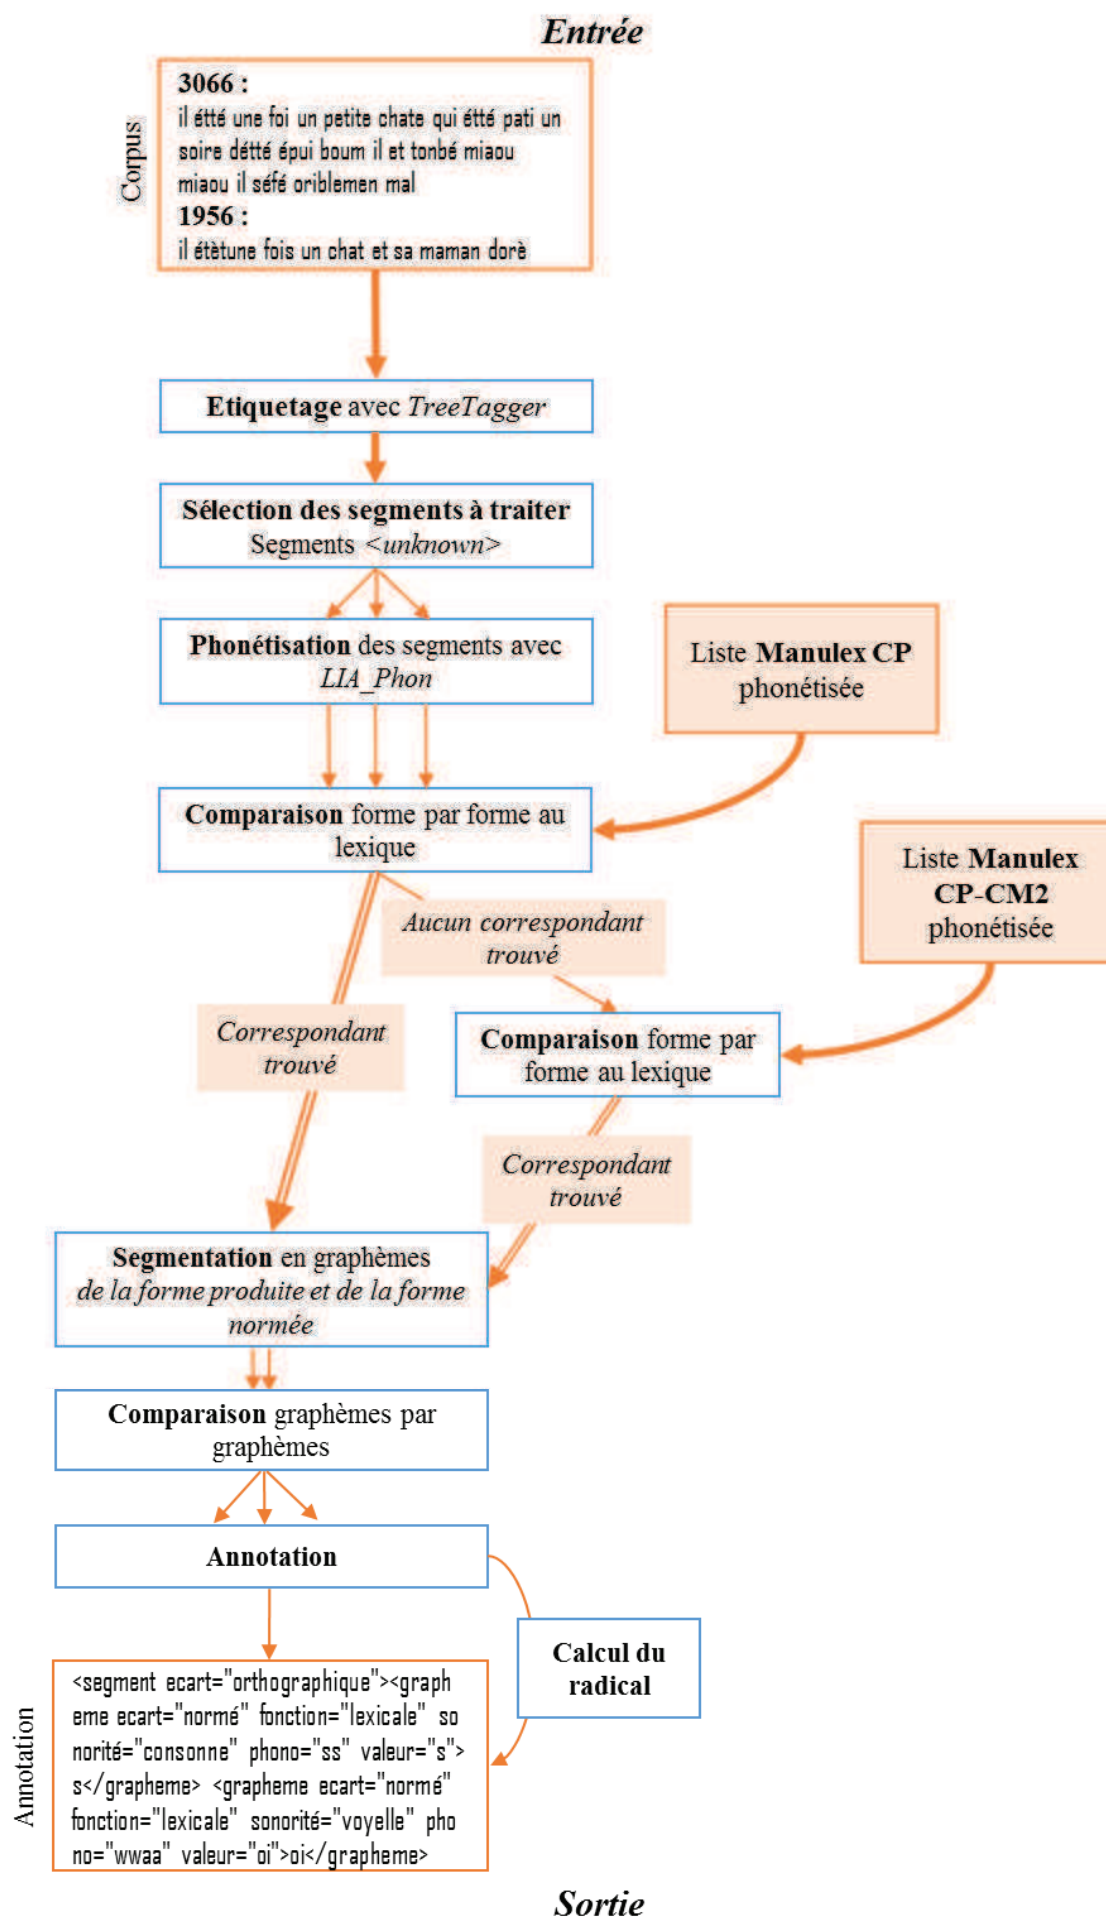 Entrée
Corpus
3066 :
il étté une foi un petite chate qui étté pati un
soire détté épui boum il et tonbé miaou
miaou il séfé oriblemen mal
1956 :
il étètune fois un chat et sa maman dorè
Etiquetage avec TreeTagger
Sélection des segments à traiter
Segments <unknown>
Phonétisation des segments avec
LIA_Phon
Liste Manulex CP
phonétisée
Comparaison forme par forme au
lexique
Liste Manulex
CP-CM2
phonétisée
Aucun correspondant
trouvé
Correspondant
trouvé
Comparaison forme par
forme au lexique
Correspondant
trouvé
Segmentation en graphèmes
de la forme produite et de la forme
normée
Comparaison graphèmes par
graphèmes
Annotation
Calcul du
radical
Annotation
<segment ecart="orthographique"><graph
eme ecart="normé" fonction="lexicale" so
norité="consonne" phono="ss" valeur="s">
s</grapheme> <grapheme ecart="normé"
fonction="lexicale" sonorité="voyelle" pho
no="wwaa" valeur="oi">oi</grapheme>
Sortie